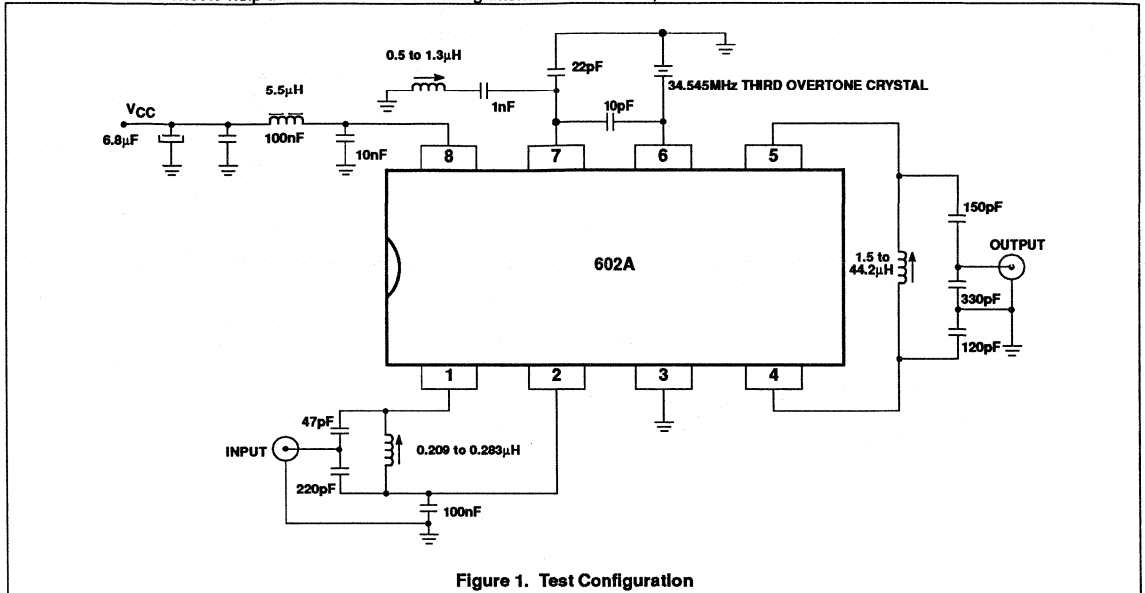 0.5 to 1.3μH
22pF
34.545MHz THIRD OVERTONE CRYSTAL
5.5μH
1nF
10pF
VCC
6.8μF
100nF
10nF
8
7
6
5
150pF
OUTPUT
602A
1.5 to
44.2μH
330pF
120pF
1
2
3
4
47pF
INPUT
0.209 to 0.283μH
220pF
100nF
Figure 1. Test Configuration